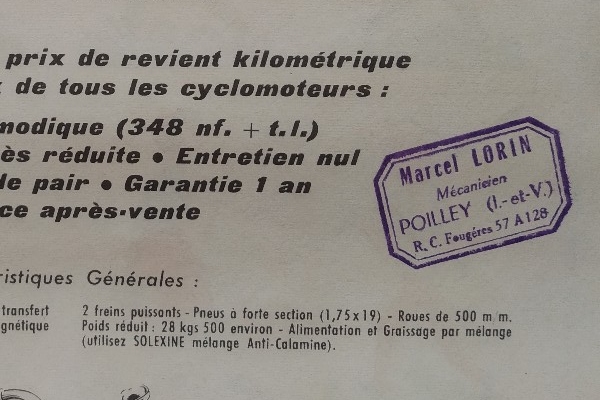 prix de revient kilométrique
de tous les cyclomoteurs :
modique (348 nf. + t.l.)
ès réduite • Entretien nul
le pair • Garantie 1 an
ce après-vente
Marcel LORIN
Mécanicien
POILLEY (I.-et-V.)
R.C. Fougères 57 A 128
ristiques Générales :
transfert
gnétique
2 freins puissants - Pneus à forte section (1,75 x 19) - Roues de 500 m/m.
Poids réduit : 28 kgs 500 environ - Alimentation et Graissage par mélange
(utilisez SOLEXINE mélange Anti-Calamine).